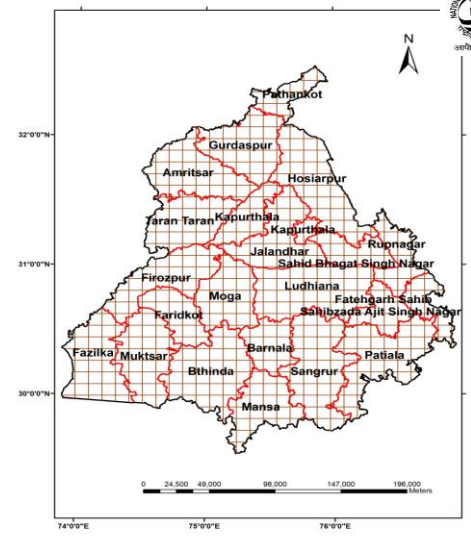 NATION
आपो
N
Pathankot
32°0'0"N
Gurdaspur
Hosiarpur
Amritsar
Taran Taran
Kapurthala
Kapurthala
Rupnagar
Jalandhar
31°0'0"N
Sahid Bhagat Singh Nagar
Firozpur
Ludhiana
Moga
Fatehgarh Sahib
Sahibzada Ajit Singh Nagar
Faridkot
Barnala
Fazilka
Muktsar
Patiala
Bthinda
Sangrur
30°0'0"N
Mansa
0 24,500 49,000 98,000 147,000 196,000
Meters
74°0'0"E 75°0'0"E 76°0'0"E